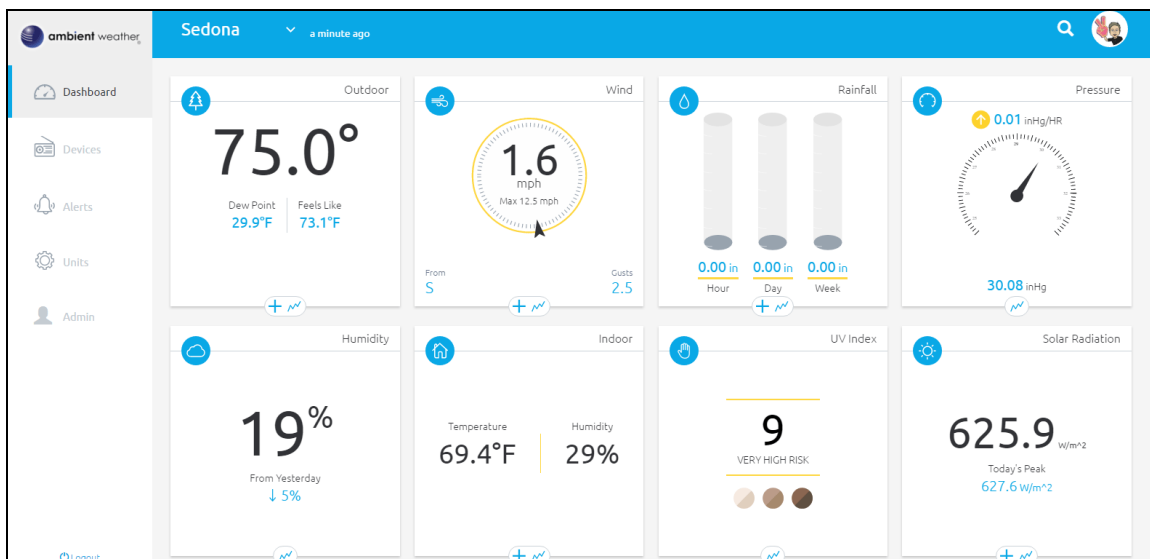 ambient weather
Sedona
a minute ago
Dashboard
Devices
Alerts
Units
Admin
Logout
Outdoor
75.0°
Dew Point Feels Like
29.9°F 73.1°F
Wind
1.6
mph
Max 12.5 mph
From Gusts
S 2.5
Rainfall
0.00 in 0.00 in 0.00 in
Hour Day Week
Pressure
0.01 inHg/HR
30.08 inHg
Humidity
19%
From Yesterday
↓ 5%
Indoor
Temperature Humidity
69.4°F 29%
UV Index
9
VERY HIGH RISK
Solar Radiation
625.9 W/m^2
Today's Peak
627.6 W/m^2